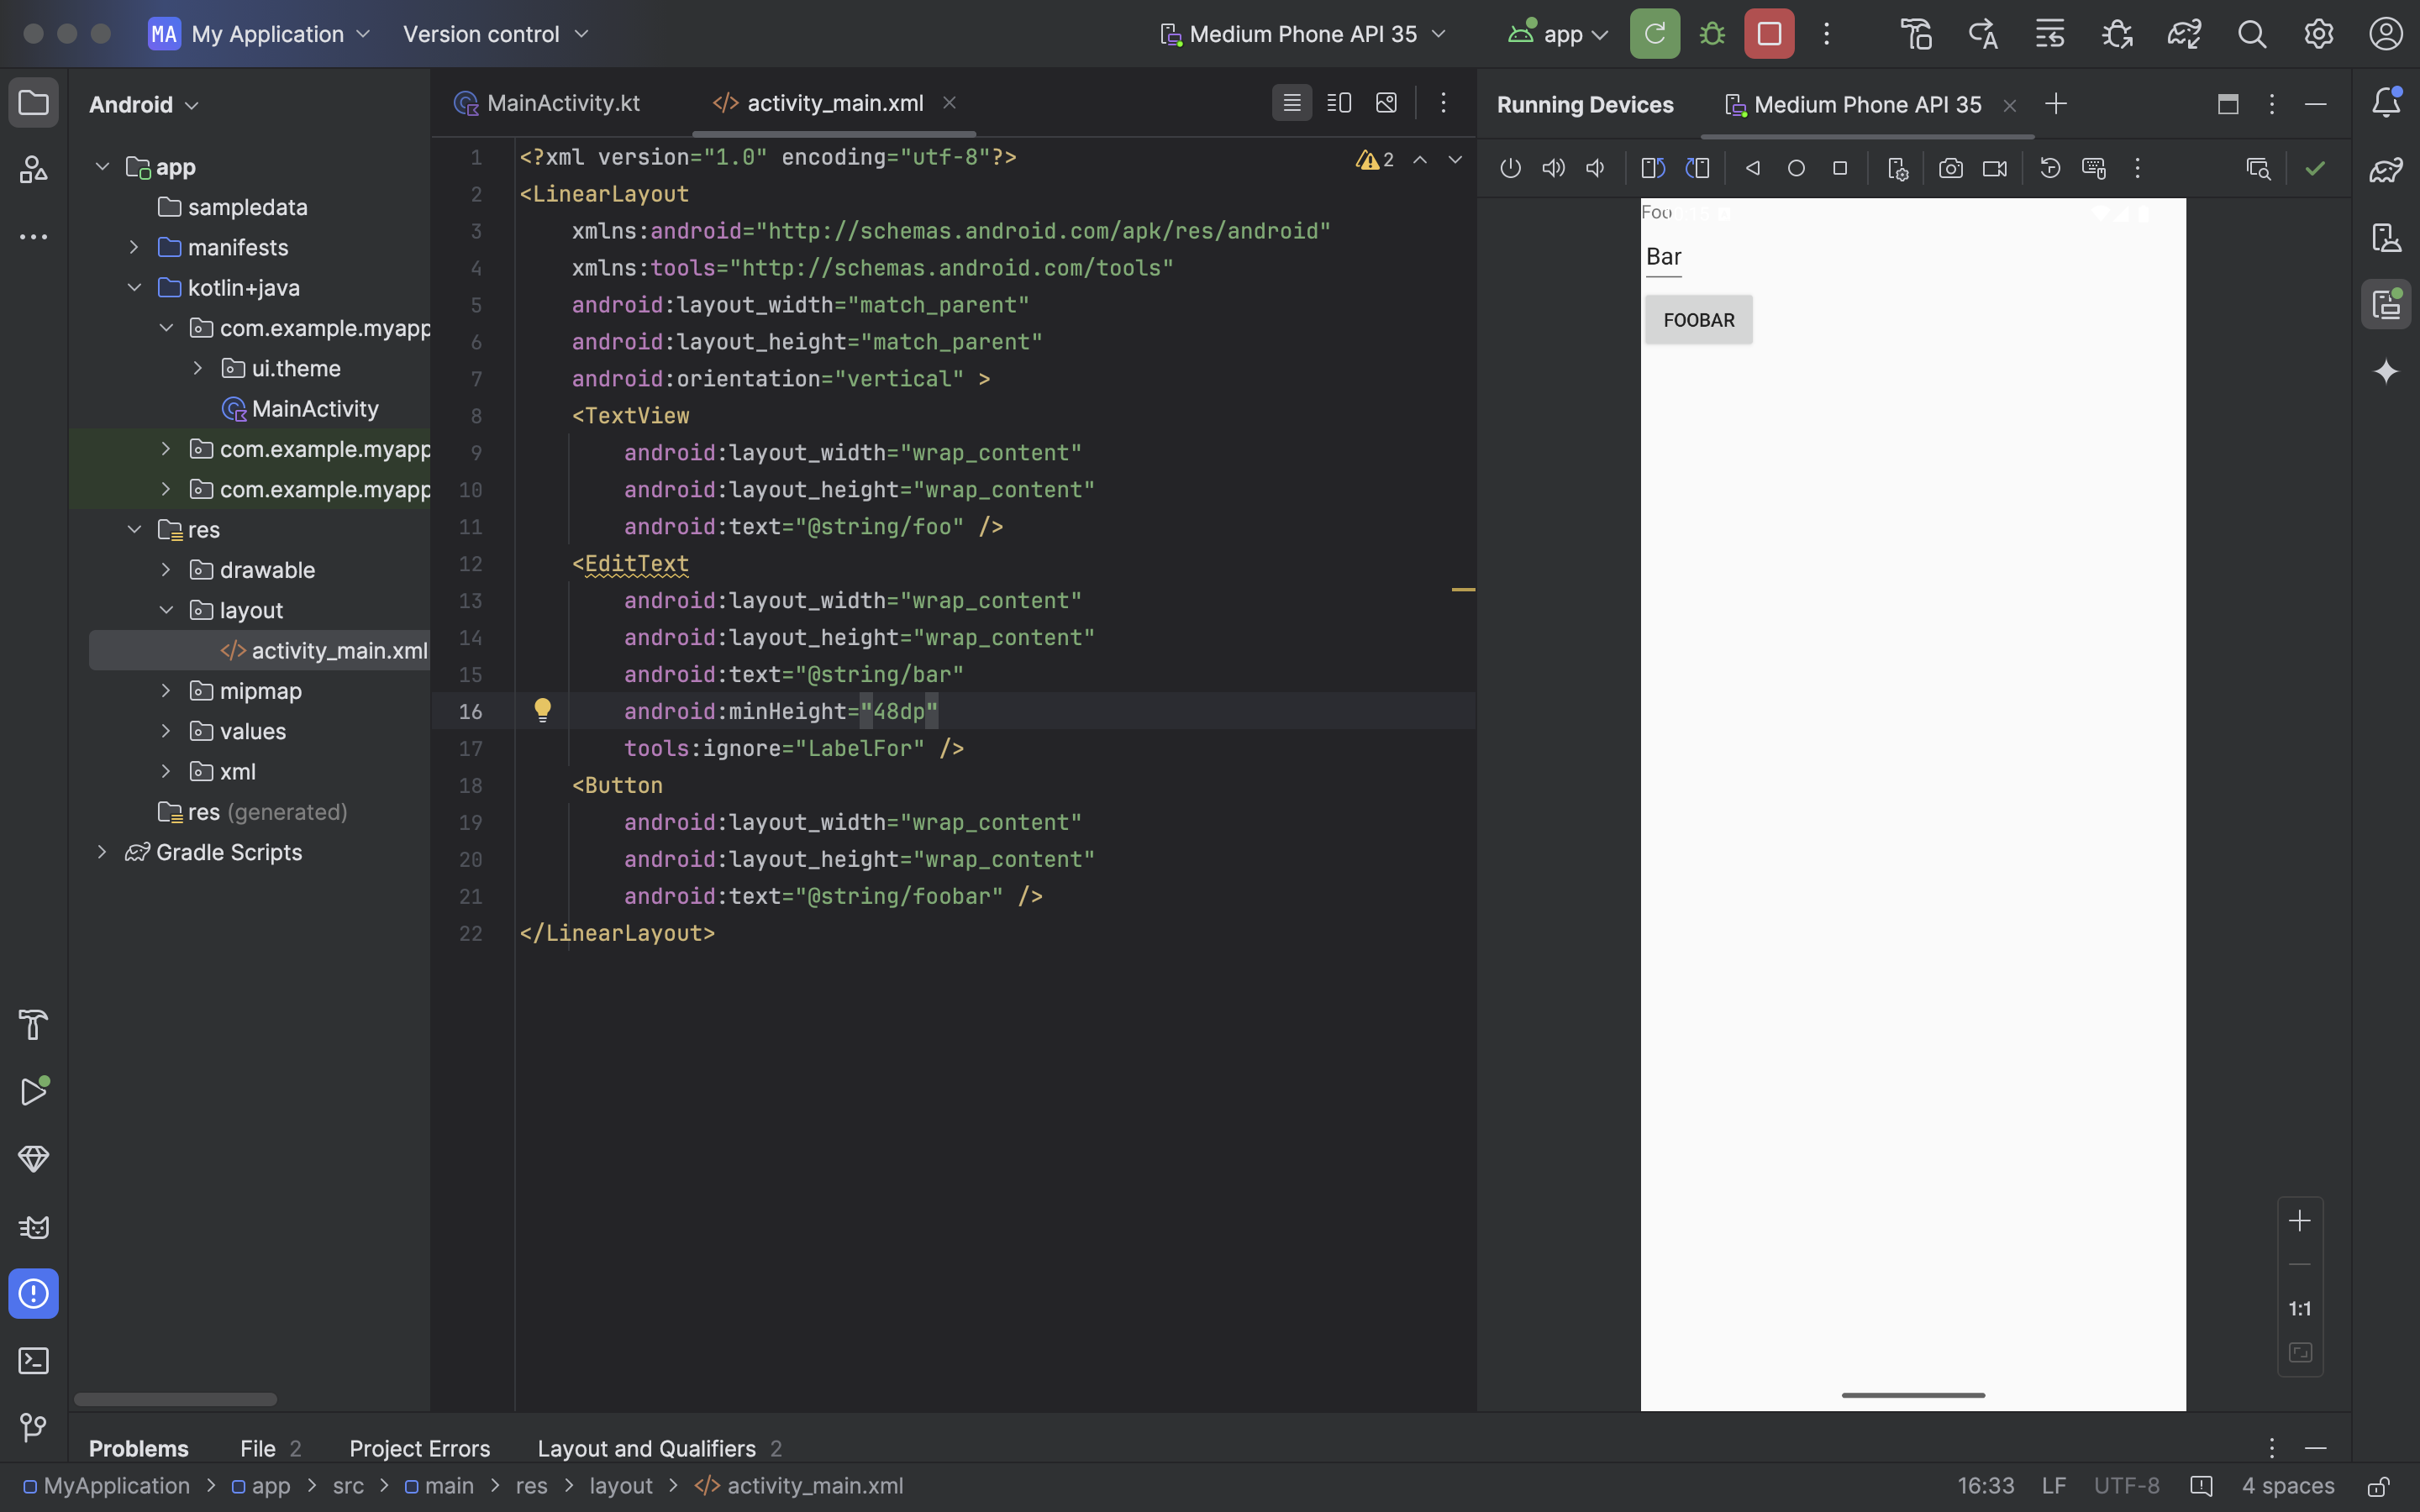 MA My Application Version control Medium Phone API 35 app
Android
app
sampledata
manifests
kotlin+java
com.example.myapp
ui.theme
MainActivity
com.example.myapp
com.example.myapp
res
drawable
layout
activity_main.xml
mipmap
values
xml
res (generated)
Gradle Scripts
MainActivity.kt activity_main.xml
2
1 <?xml version="1.0" encoding="utf-8"?>
2 <LinearLayout
3 xmlns:android="http://schemas.android.com/apk/res/android"
4 xmlns:tools="http://schemas.android.com/tools"
5 android:layout_width="match_parent"
6 android:layout_height="match_parent"
7 android:orientation="vertical" >
8 <TextView
9 android:layout_width="wrap_content"
10 android:layout_height="wrap_content"
11 android:text="@string/foo" />
12 <EditText
13 android:layout_width="wrap_content"
14 android:layout_height="wrap_content"
15 android:text="@string/bar"
16 android:minHeight="48dp"
17 tools:ignore="LabelFor" />
18 <Button
19 android:layout_width="wrap_content"
20 android:layout_height="wrap_content"
21 android:text="@string/foobar" />
22 </LinearLayout>
Running Devices Medium Phone API 35
Foo
Bar
FOOBAR
1:1
Problems File 2 Project Errors Layout and Qualifiers 2
MyApplication > app > src > main > res > layout > activity_main.xml 16:33 LF UTF-8 4 spaces